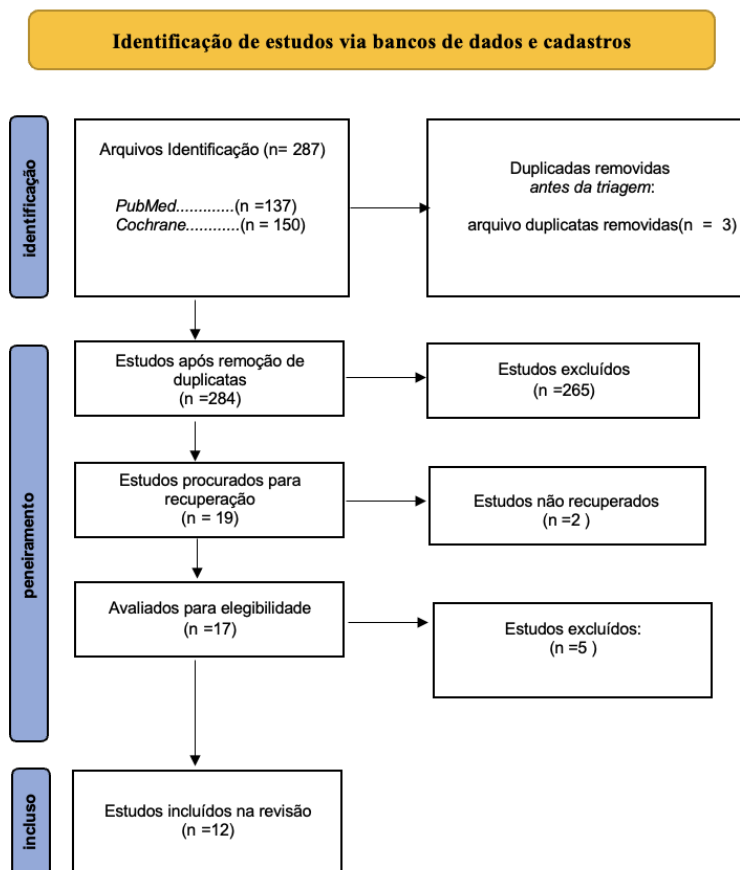 Identificação de estudos via bancos de dados e cadastros
identificação
Arquivos Identificação (n= 287)
PubMed.............(n =137)
Cochrane............(n = 150)
Duplicadas removidas
antes da triagem:
arquivo duplicatas removidas(n = 3)
peneiramento
Estudos após remoção de
duplicatas
(n =284)
Estudos excluídos
(n =265)
Estudos procurados para
recuperação
(n = 19)
Estudos não recuperados
(n =2 )
Avaliados para elegibilidade
(n =17)
Estudos excluídos:
(n =5 )
incluso
Estudos incluídos na revisão
(n =12)